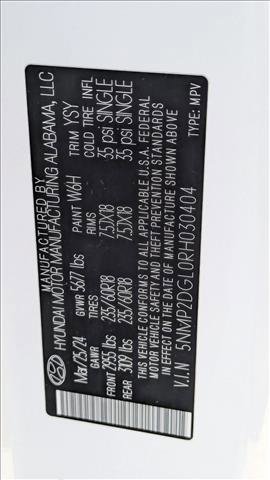 MANUFACTURED BY
HYUNDAI MOTOR MANUFACTURING ALABAMA, LLC
Mar/25/24 GVWR 5677 lbs PAINT W6H TRIM YSY
GAWR TIRES RIMS COLD TIRE INFL
FRONT 2955 lbs 235/60R18 7.5JX18 35 psi SINGLE
REAR 3109 lbs 235/60R18 7.5JX18 35 psi SINGLE
THIS VEHICLE CONFORMS TO ALL APPLICABLE U.S.A. FEDERAL
MOTOR VEHICLE SAFETY AND THEFT PREVENTION STANDARDS
IN EFFECT ON THE DATE OF MANUFACTURE SHOWN ABOVE
V.I.N 5NMP2DGL0RH030404 TYPE: MPV